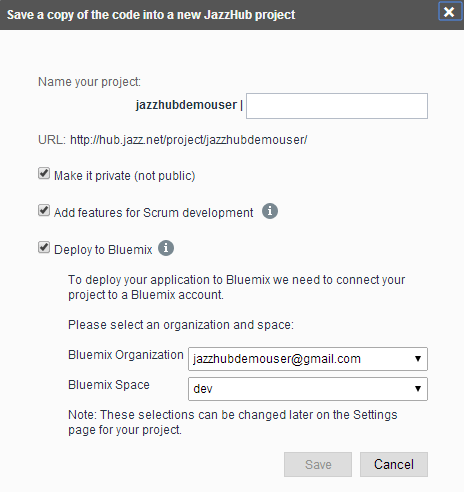 Save a copy of the code into a new JazzHub project
Name your project:
jazzhubdemouser |
URL: http://hub.jazz.net/project/jazzhubdemouser/
Make it private (not public)
Add features for Scrum development
Deploy to Bluemix
To deploy your application to Bluemix we need to connect your
project to a Bluemix account.
Please select an organization and space:
Bluemix Organization jazzhubdemouser@gmail.com
Bluemix Space dev
Note: These selections can be changed later on the Settings
page for your project.
Save Cancel